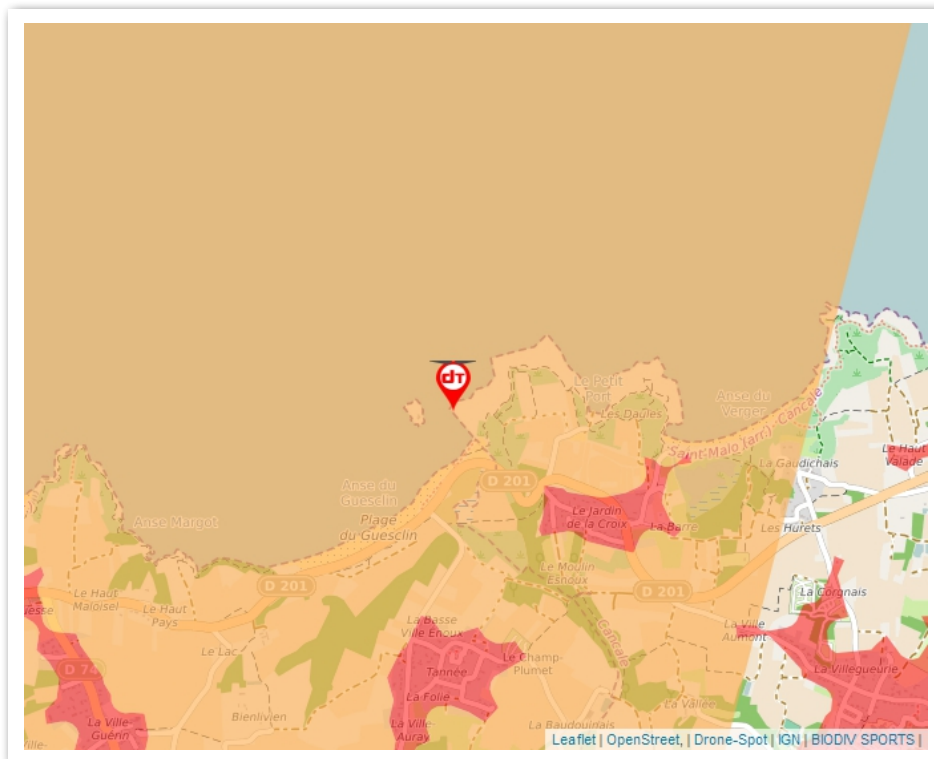 dT
Le Petit
Port
Les Daules
Anse du
Verger
Saint-Malo (arr.)- Cancale
Le Haut
Valade
La Gaudichais
Anse du
Guesclin
D 201
Plage
du Guesclin
Anse Margot
Le Jardin
de la Croix
La Barre
Les Hurets
Le Moulin
Esnoux
D 201
D 201
La Corgnais
Le Haut
Maloisel
Le Haut
Pays
La Basse
Ville Enoux
La Ville
Aumont
Le Lac
Cancale
Le Champ-
Plumet
Tannée
La Villegueurie
D 74
La Folie
La Vallée
Bienlivien
La Ville-
Guérin
La Ville-
Auray
La Baudouinais
Leaflet | OpenStreet, | Drone-Spot | IGN | BIODIV SPORTS |